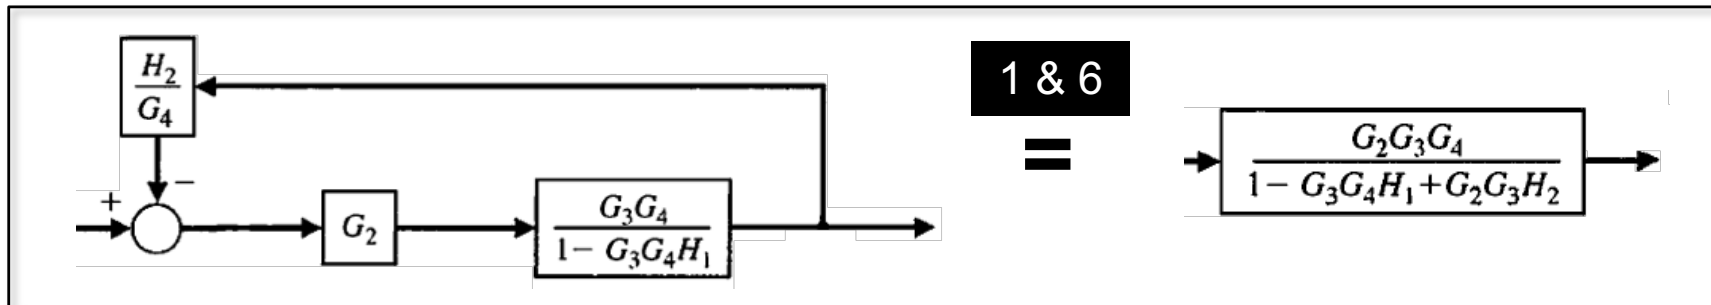 H₂
G₄
+
−
G₂
G₃G₄
1− G₃G₄H₁
1 & 6
=
G₂G₃G₄
1− G₃G₄H₁+G₂G₃H₂